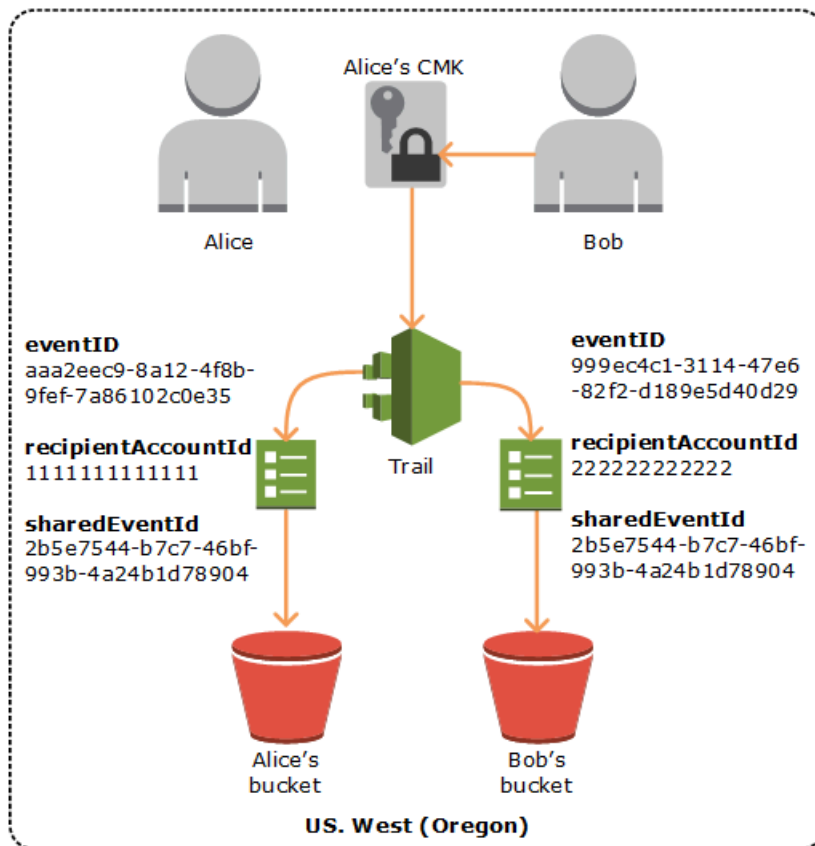 Alice's CMK
Alice
Bob
eventID
aaa2eec9-8a12-4f8b-
9fef-7a86102c0e35
recipientAccountId
1111111111111
sharedEventId
2b5e7544-b7c7-46bf-
993b-4a24b1d78904
Trail
eventID
999ec4c1-3114-47e6
-82f2-d189e5d40d29
recipientAccountId
222222222222
sharedEventId
2b5e7544-b7c7-46bf-
993b-4a24b1d78904
Alice's
bucket
Bob's
bucket
US. West (Oregon)